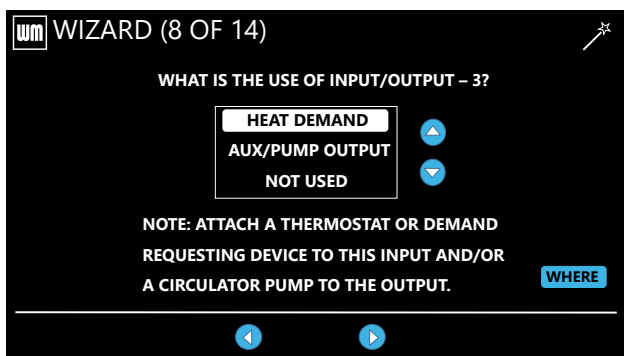 wm WIZARD (8 OF 14)
WHAT IS THE USE OF INPUT/OUTPUT – 3?
HEAT DEMAND
AUX/PUMP OUTPUT
NOT USED
NOTE: ATTACH A THERMOSTAT OR DEMAND
REQUESTING DEVICE TO THIS INPUT AND/OR
A CIRCULATOR PUMP TO THE OUTPUT.
WHERE